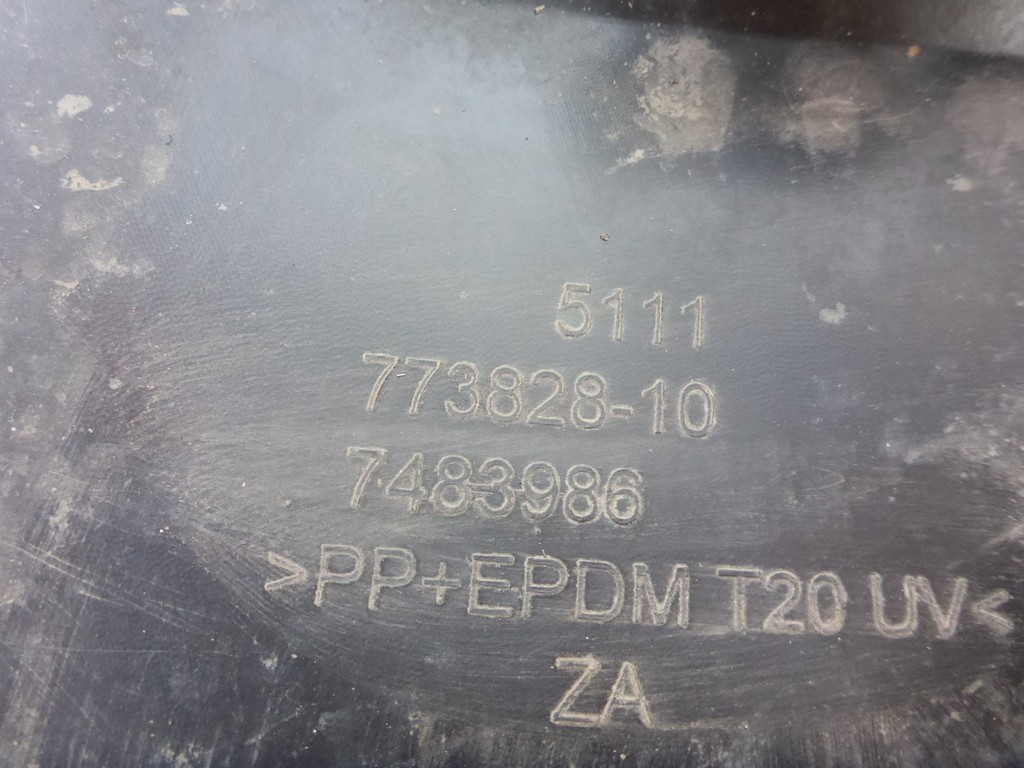 5111
773828-10
7483986
>PP+EPDM T20 UV<
ZA